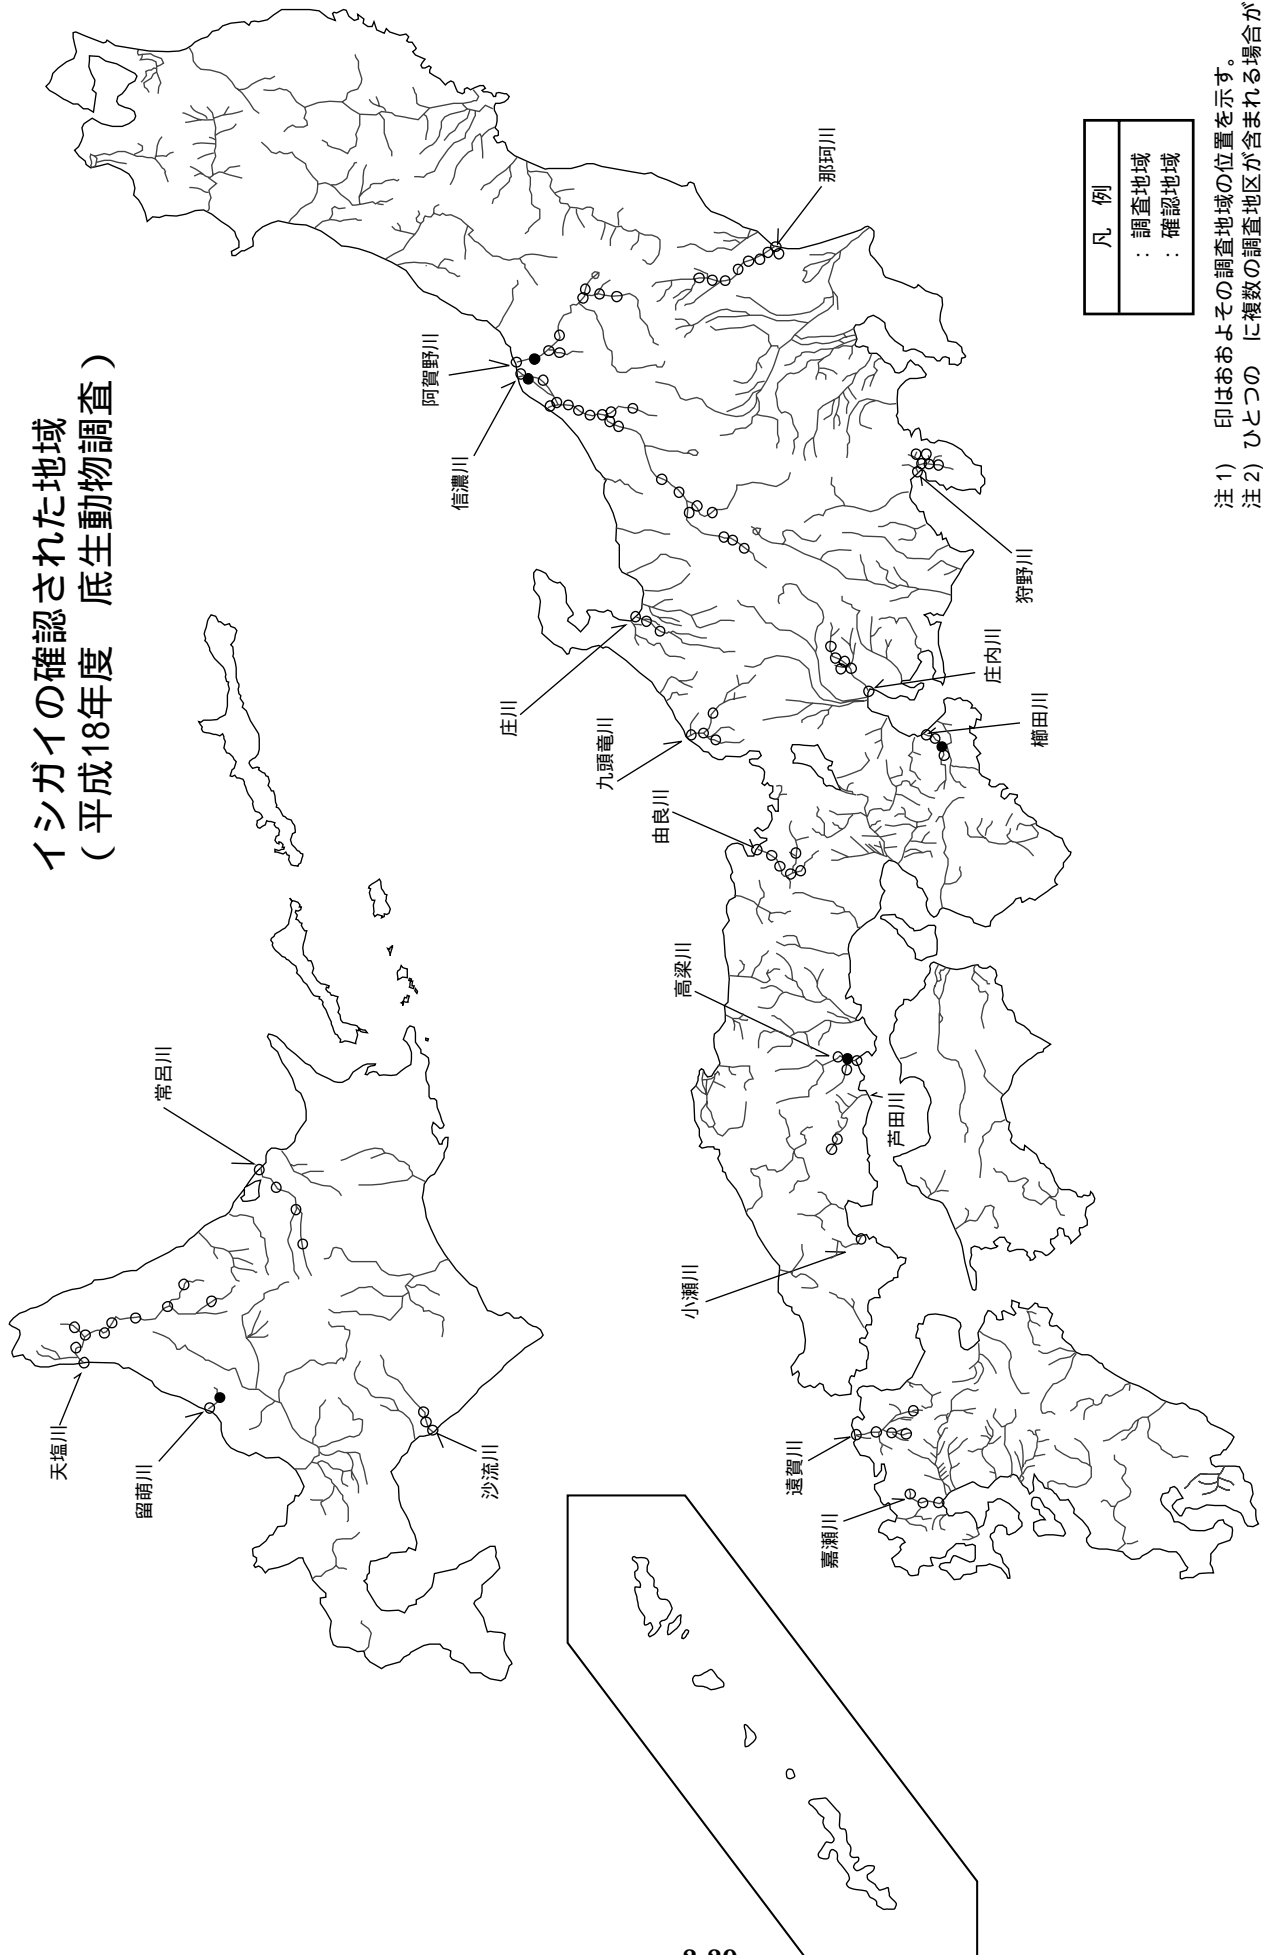 イシガイの確認された地域
(平成18年度　底生動物調査)
天塩川
留萌川
常呂川
沙流川
阿賀野川
信濃川
那珂川
庄川
九頭竜川
由良川
高梁川
狩野川
庄内川
櫛田川
芦田川
小瀬川
遠賀川
嘉瀬川
凡　例
：調査地域
：確認地域
注1)　印はおおよその調査地域の位置を示す。
注2) ひとつの　に複数の調査地区が含まれる場合が